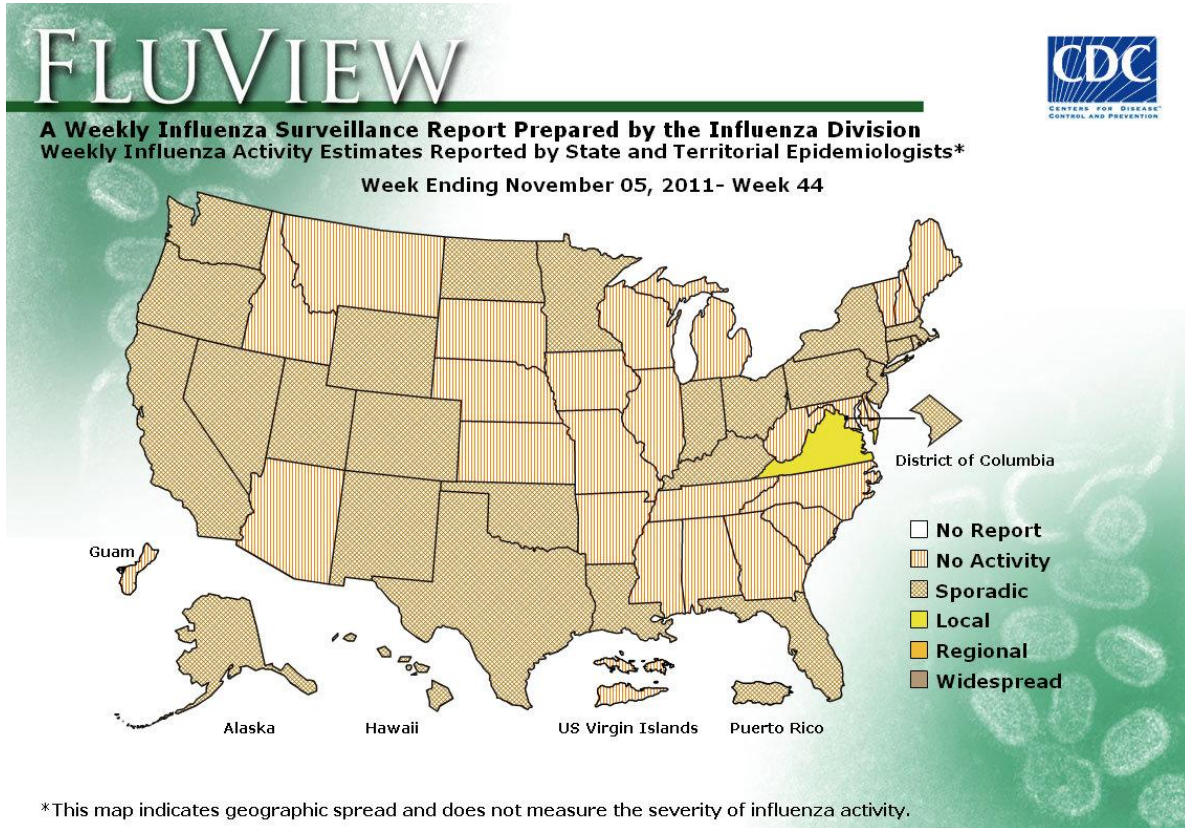 FLUVIEW
CDC
CENTERS FOR DISEASE™
CONTROL AND PREVENTION
A Weekly Influenza Surveillance Report Prepared by the Influenza Division
Weekly Influenza Activity Estimates Reported by State and Territorial Epidemiologists*
Week Ending November 05, 2011- Week 44
District of Columbia
Guam
No Report
No Activity
Sporadic
Local
Regional
Widespread
Alaska
Hawaii
US Virgin Islands
Puerto Rico
*This map indicates geographic spread and does not measure the severity of influenza activity.